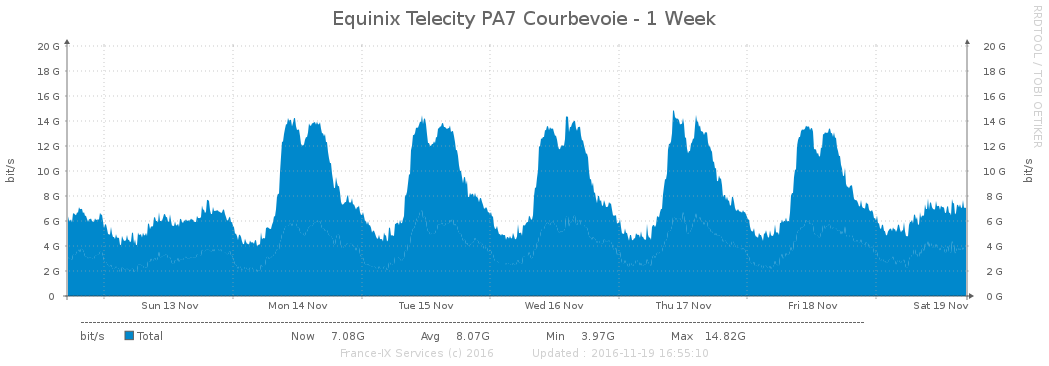 Equinix Telecity PA7 Courbevoie - 1 Week
RRDTOOL / TOBI OETIKER
bit/s
20 G 20 G
18 G 18 G
16 G 16 G
14 G 14 G
12 G 12 G
10 G 10 G
8 G 8 G
6 G 6 G
4 G 4 G
2 G 2 G
0 0 G
bit/s
Sun 13 Nov Mon 14 Nov Tue 15 Nov Wed 16 Nov Thu 17 Nov Fri 18 Nov Sat 19 Nov
bit/s Total Now 7.08G Avg 8.07G Min 3.97G Max 14.82G
France-IX Services (c) 2016 Updated : 2016-11-19 16:55:10